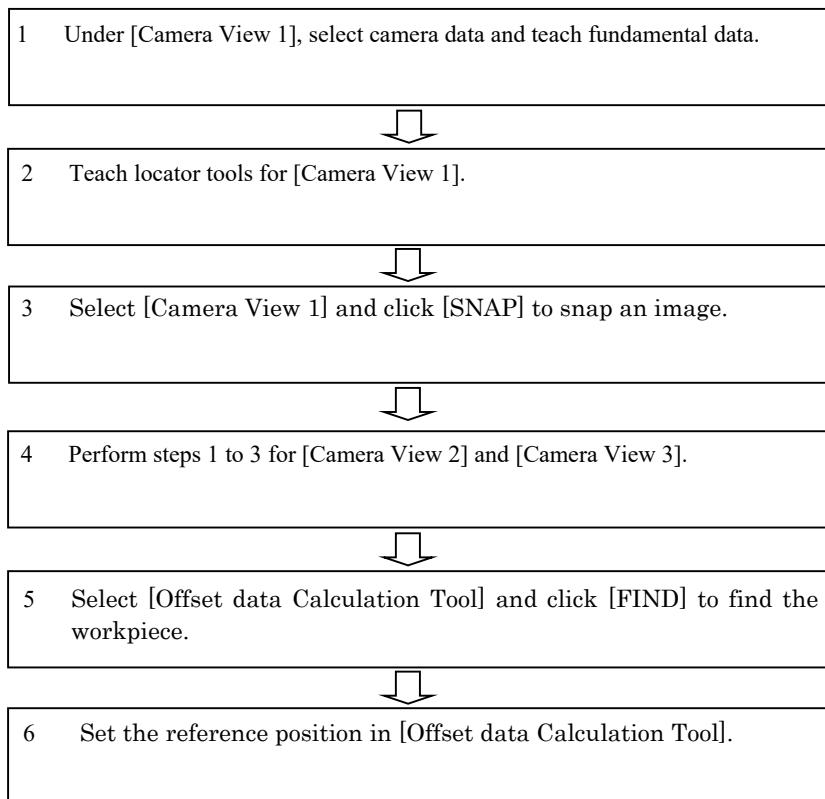 1 Under [Camera View 1], select camera data and teach fundamental data.
2 Teach locator tools for [Camera View 1].
3 Select [Camera View 1] and click [SNAP] to snap an image.
4 Perform steps 1 to 3 for [Camera View 2] and [Camera View 3].
5 Select [Offset data Calculation Tool] and click [FIND] to find the
workpiece.
6 Set the reference position in [Offset data Calculation Tool].